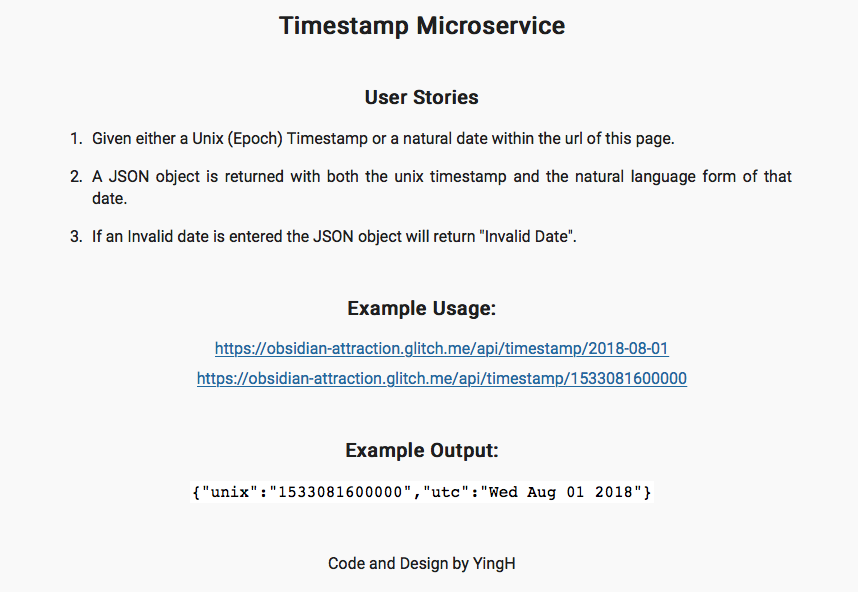 Timestamp Microservice
User Stories
1. Given either a Unix (Epoch) Timestamp or a natural date within the url of this page.
2. A JSON object is returned with both the unix timestamp and the natural language form of that
date.
3. If an Invalid date is entered the JSON object will return "Invalid Date".
Example Usage:
https://obsidian-attraction.glitch.me/api/timestamp/2018-08-01
https://obsidian-attraction.glitch.me/api/timestamp/1533081600000
Example Output:
{"unix":"1533081600000","utc":"Wed Aug 01 2018"}
Code and Design by YingH